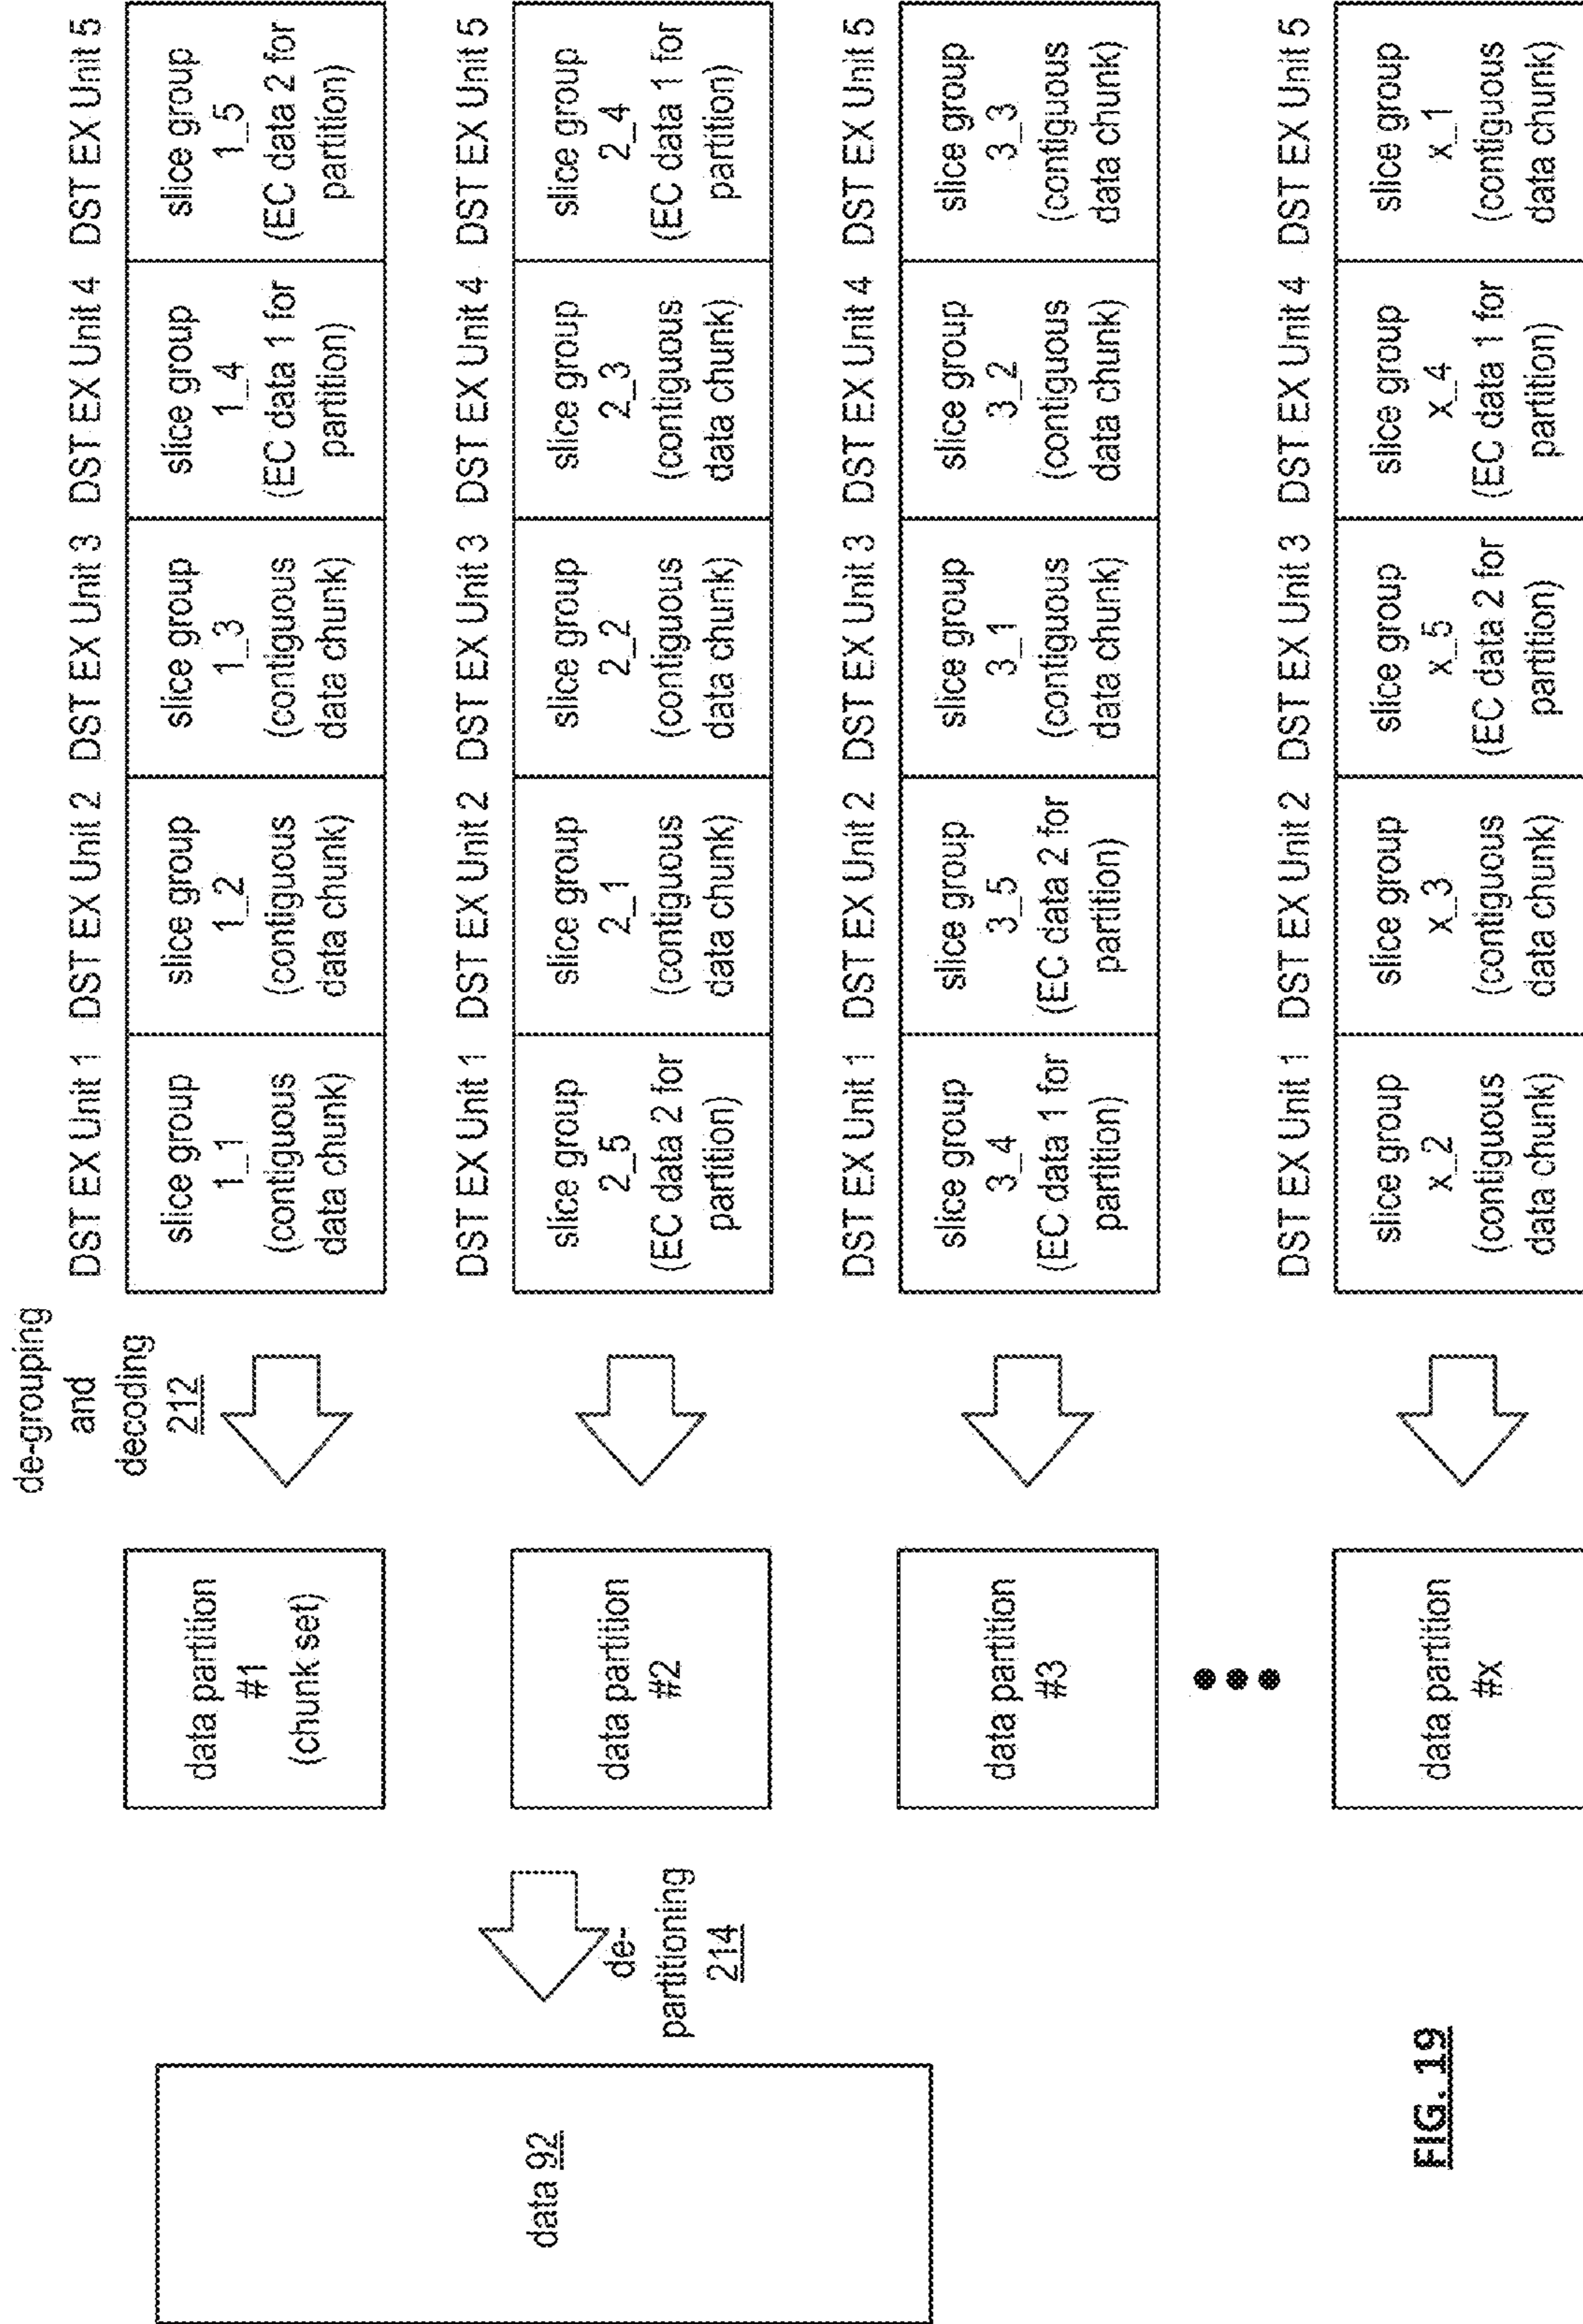 de-grouping
and
decoding
212
DST EX Unit 1 DST EX Unit 2 DST EX Unit 3 DST EX Unit 4 DST EX Unit 5
data partition
#1
(chunk set)
slice group
1_1
(contiguous
data chunk)
slice group
1_2
(contiguous
data chunk)
slice group
1_3
(contiguous
data chunk)
slice group
1_4
(EC data 1 for
partition)
slice group
1_5
(EC data 2 for
partition)
data 92
de-
partitioning
214
DST EX Unit 1 DST EX Unit 2 DST EX Unit 3 DST EX Unit 4 DST EX Unit 5
data partition
#2
slice group
2_5
(EC data 2 for
partition)
slice group
2_1
(contiguous
data chunk)
slice group
2_2
(contiguous
data chunk)
slice group
2_3
(contiguous
data chunk)
slice group
2_4
(EC data 1 for
partition)
DST EX Unit 1 DST EX Unit 2 DST EX Unit 3 DST EX Unit 4 DST EX Unit 5
data partition
#3
slice group
3_4
(EC data 1 for
partition)
slice group
3_5
(EC data 2 for
partition)
slice group
3_1
(contiguous
data chunk)
slice group
3_2
(contiguous
data chunk)
slice group
3_3
(contiguous
data chunk)
DST EX Unit 1 DST EX Unit 2 DST EX Unit 3 DST EX Unit 4 DST EX Unit 5
data partition
#x
slice group
x_2
(contiguous
data chunk)
slice group
x_3
(contiguous
data chunk)
slice group
x_5
(EC data 2 for
partition)
slice group
x_4
(EC data 1 for
partition)
slice group
x_1
(contiguous
data chunk)
FIG. 19